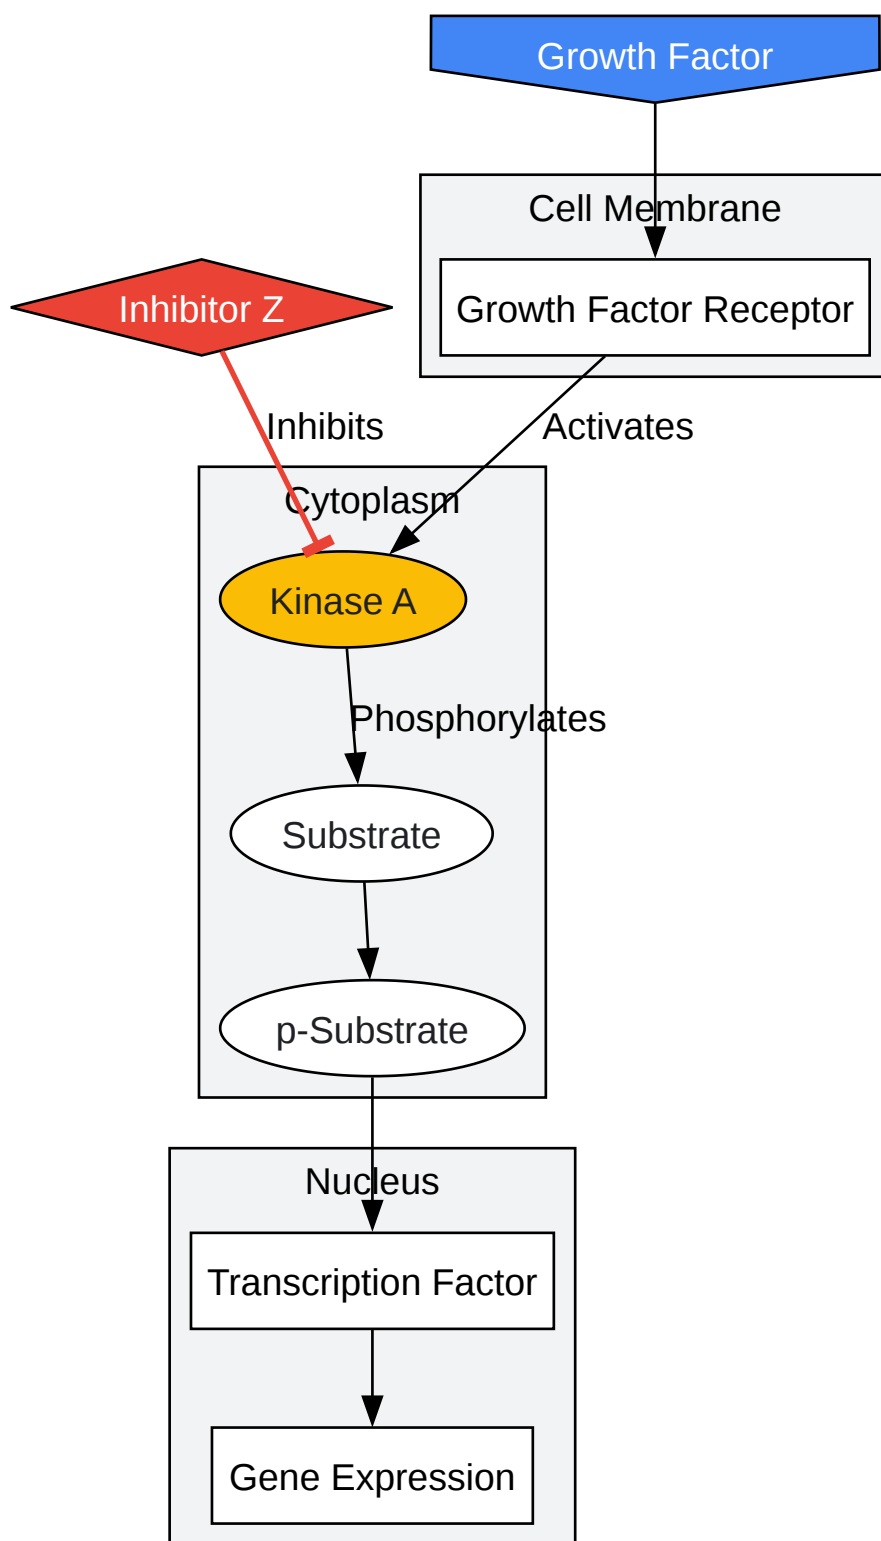 Growth Factor
Cell Membrane
Growth Factor Receptor
Inhibitor Z
Inhibits
Activates
Cytoplasm
Kinase A
Phosphorylates
Substrate
p-Substrate
Nucleus
Transcription Factor
Gene Expression